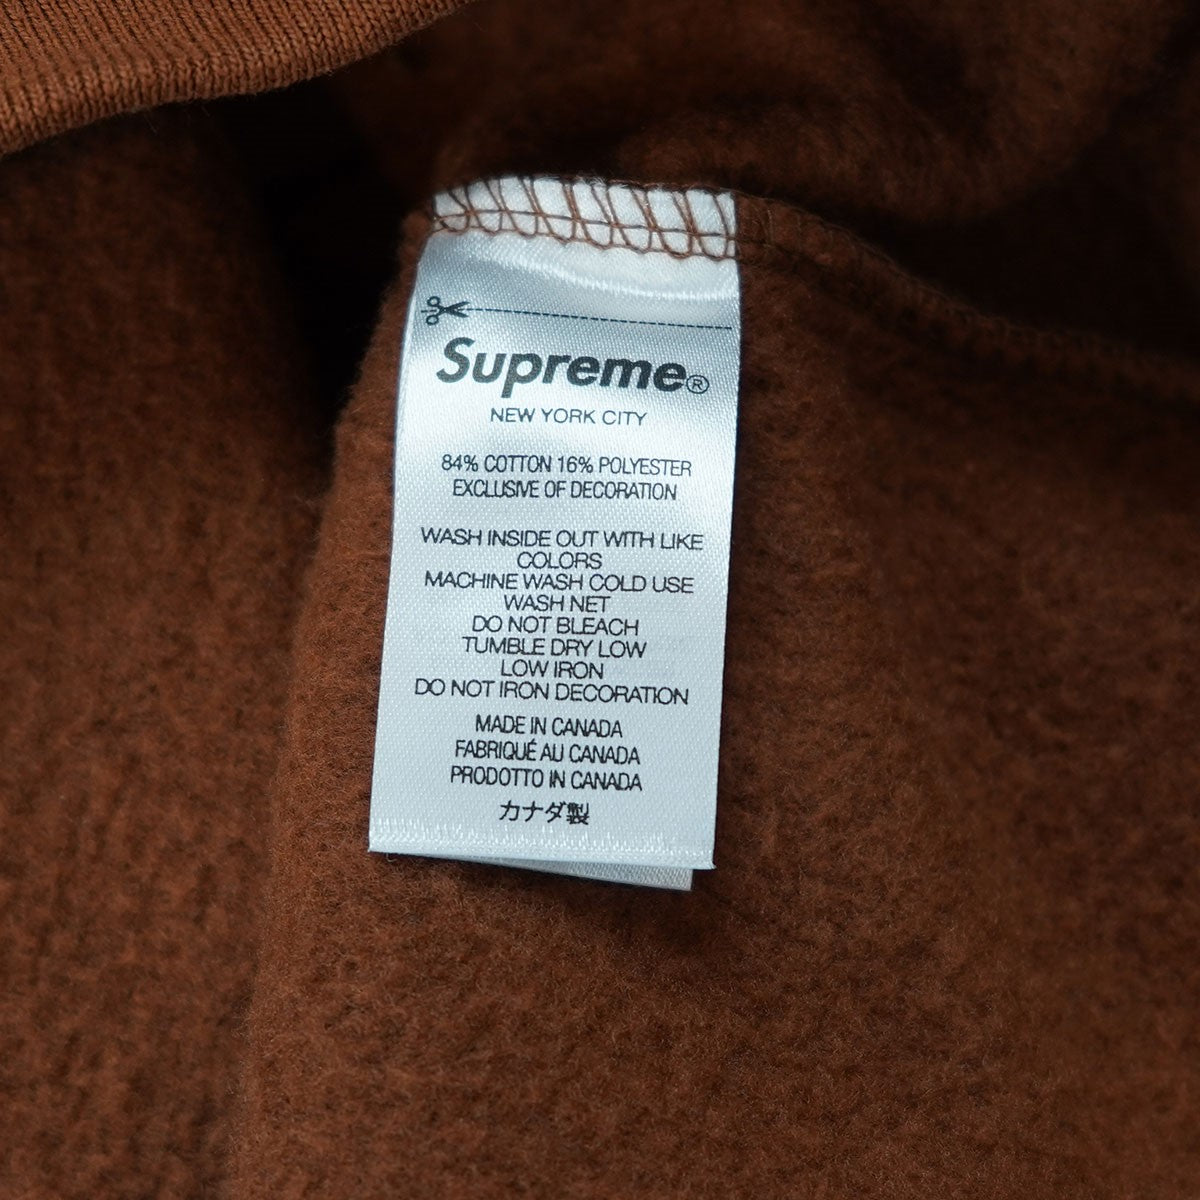 Supreme®
NEW YORK CITY
84% COTTON 16% POLYESTER
EXCLUSIVE OF DECORATION
WASH INSIDE OUT WITH LIKE
COLORS
MACHINE WASH COLD USE
WASH NET
DO NOT BLEACH
TUMBLE DRY LOW
LOW IRON
DO NOT IRON DECORATION
MADE IN CANADA
FABRIQUÉ AU CANADA
PRODOTTO IN CANADA
カナダ製